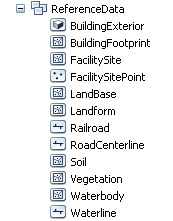 ReferenceData
BuildingExterior
BuildingFootprint
FacilitySite
FacilitySitePoint
LandBase
Landform
Railroad
RoadCenterline
Soil
Vegetation
Waterbody
Waterline